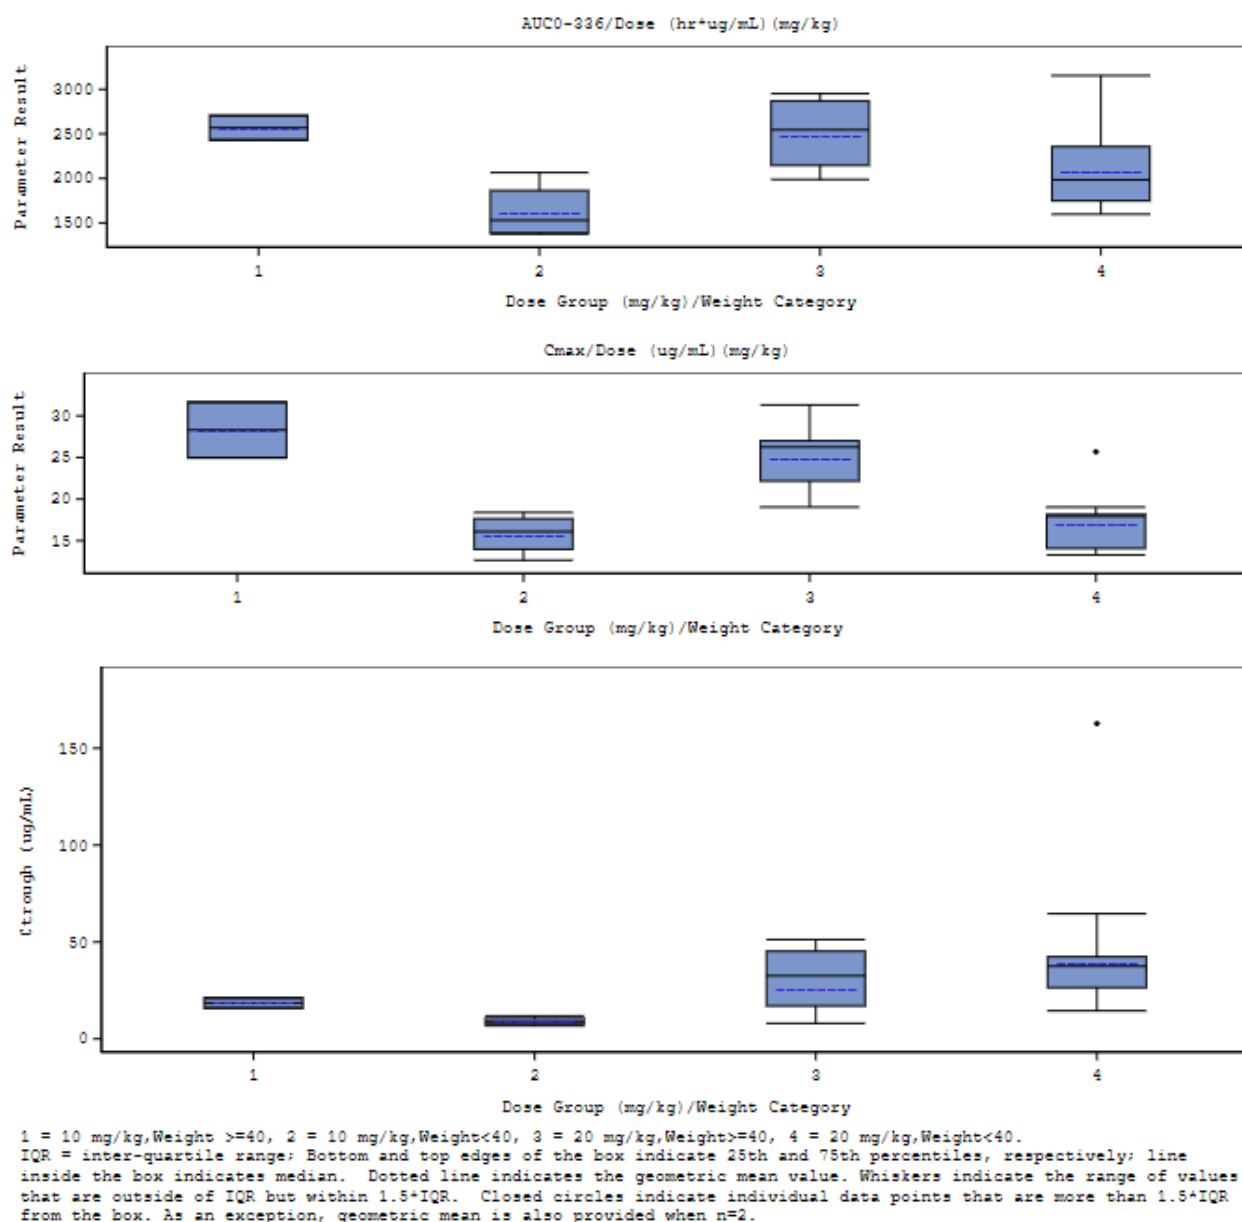 AUC0-336/Dose (hr*ug/mL)(mg/kg)
Parameter Result
3000
2500
2000
1500
1
2
3
4
Dose Group (mg/kg)/Weight Category
Cmax/Dose (ug/mL)(mg/kg)
Parameter Result
30
25
20
15
1
2
3
4
Dose Group (mg/kg)/Weight Category
Ctrough (ug/mL)
150
100
50
0
1
2
3
4
Dose Group (mg/kg)/Weight Category
1 = 10 mg/kg,Weight >=40, 2 = 10 mg/kg,Weight<40, 3 = 20 mg/kg,Weight>=40, 4 = 20 mg/kg,Weight<40.
IQR = inter-quartile range; Bottom and top edges of the box indicate 25th and 75th percentiles, respectively; line
inside the box indicates median.  Dotted line indicates the geometric mean value. Whiskers indicate the range of values
that are outside of IQR but within 1.5*IQR.  Closed circles indicate individual data points that are more than 1.5*IQR
from the box. As an exception, geometric mean is also provided when n=2.